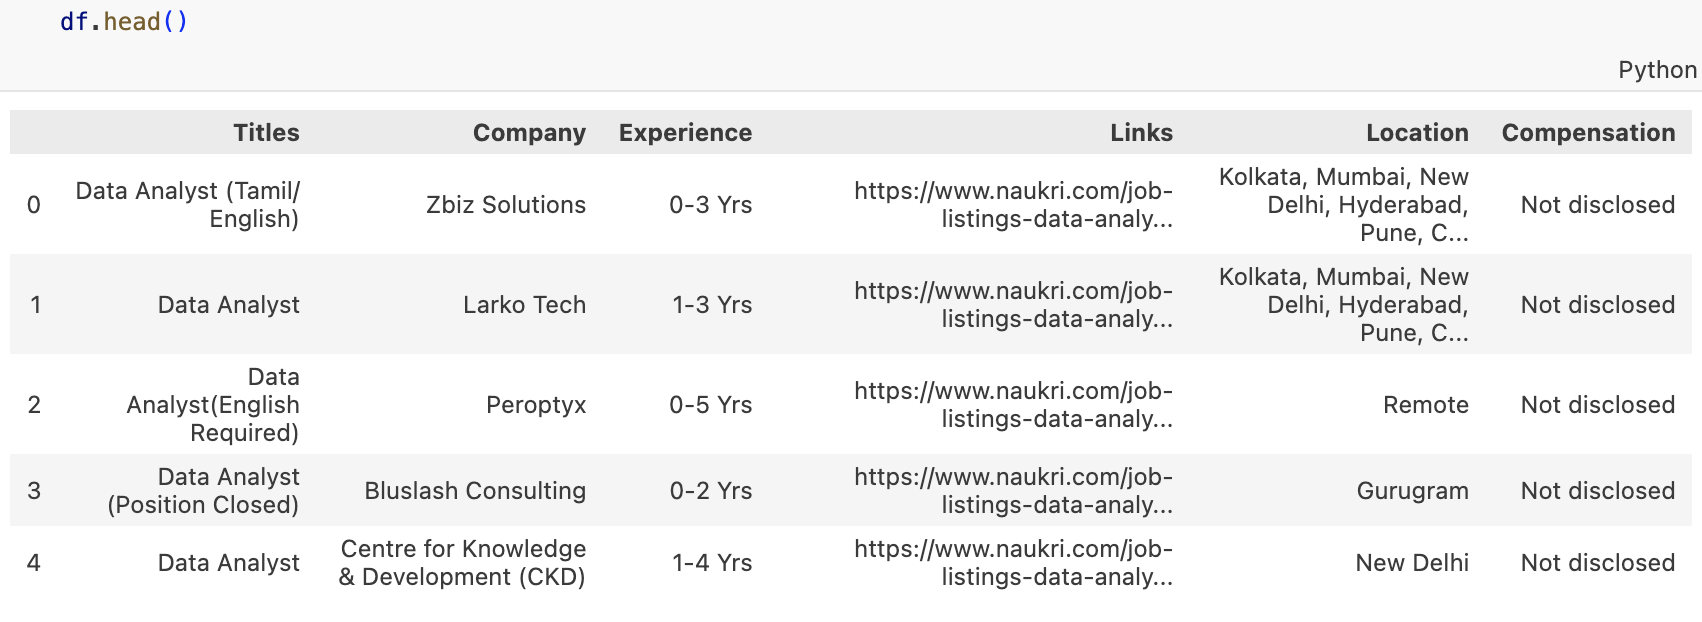 df.head()
Python
Titles Company Experience Links Location Compensation
0 Data Analyst (Tamil/ English) Zbiz Solutions 0-3 Yrs https://www.naukri.com/job-listings-data-analy... Kolkata, Mumbai, New Delhi, Hyderabad, Pune, C... Not disclosed
1 Data Analyst Larko Tech 1-3 Yrs https://www.naukri.com/job-listings-data-analy... Kolkata, Mumbai, New Delhi, Hyderabad, Pune, C... Not disclosed
2 Data Analyst(English Required) Peroptyx 0-5 Yrs https://www.naukri.com/job-listings-data-analy... Remote Not disclosed
3 Data Analyst (Position Closed) Bluslash Consulting 0-2 Yrs https://www.naukri.com/job-listings-data-analy... Gurugram Not disclosed
4 Data Analyst Centre for Knowledge & Development (CKD) 1-4 Yrs https://www.naukri.com/job-listings-data-analy... New Delhi Not disclosed